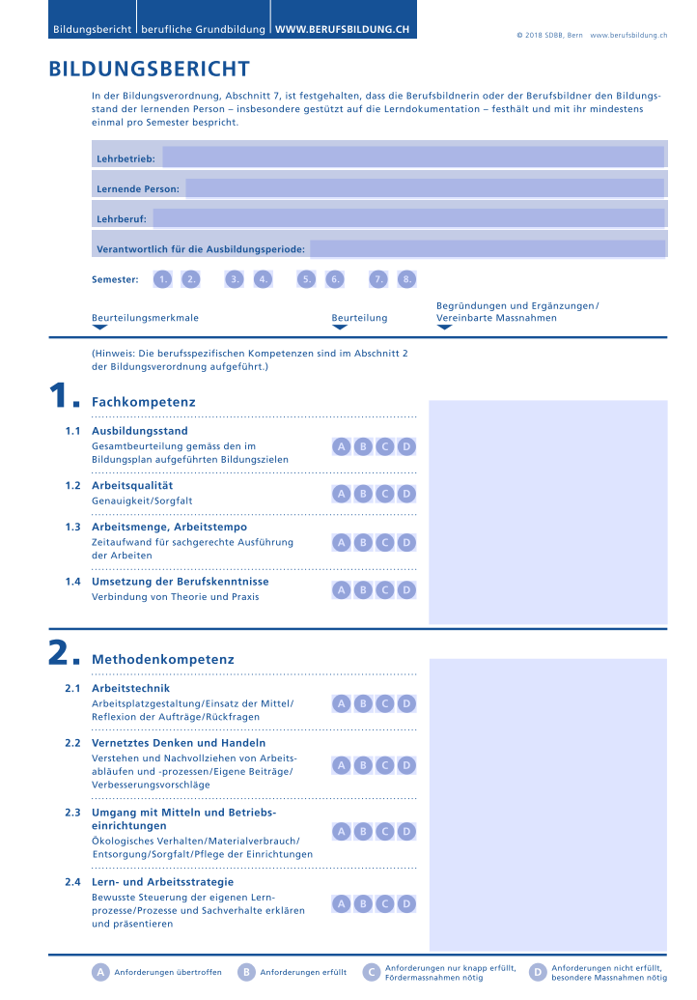 Bildungsbericht | berufliche Grundbildung | WWW.BERUFSBILDUNG.CH
© 2018 SDBB, Bern www.berufsbildung.ch
BILDUNGSBERICHT
In der Bildungsverordnung, Abschnitt 7, ist festgehalten, dass die Berufsbildnerin oder der Berufsbildner den Bildungs-
stand der lernenden Person – insbesondere gestützt auf die Lerndokumentation – festhält und mit ihr mindestens
einmal pro Semester bespricht.
Lehrbetrieb:
Lernende Person:
Lehrberuf:
Verantwortlich für die Ausbildungsperiode:
Semester: 1. 2. 3. 4. 5. 6. 7. 8.
Begründungen und Ergänzungen/
Beurteilungsmerkmale Beurteilung Vereinbarte Massnahmen
(Hinweis: Die berufsspezifischen Kompetenzen sind im Abschnitt 2
der Bildungsverordnung aufgeführt.)
1. Fachkompetenz
1.1 Ausbildungsstand
Gesamtbeurteilung gemäss den im
A B C D
Bildungsplan aufgeführten Bildungszielen
1.2 Arbeitsqualität
A B C D
Genauigkeit/Sorgfalt
1.3 Arbeitsmenge, Arbeitstempo
Zeitaufwand für sachgerechte Ausführung
A B C D
der Arbeiten
1.4 Umsetzung der Berufskenntnisse
A B C D
Verbindung von Theorie und Praxis
2. Methodenkompetenz
2.1 Arbeitstechnik
Arbeitsplatzgestaltung/Einsatz der Mittel/
A B C D
Reflexion der Aufträge/Rückfragen
2.2 Vernetztes Denken und Handeln
Verstehen und Nachvollziehen von Arbeits-
A B C D
abläufen und -prozessen/Eigene Beiträge/
Verbesserungsvorschläge
2.3 Umgang mit Mitteln und Betriebs-
einrichtungen
A B C D
Ökologisches Verhalten/Materialverbrauch/
Entsorgung/Sorgfalt/Pflege der Einrichtungen
2.4 Lern- und Arbeitsstrategie
Bewusste Steuerung der eigenen Lern-
A B C D
prozesse/Prozesse und Sachverhalte erklären
und präsentieren
A Anforderungen übertroffen
B Anforderungen erfüllt
C Anforderungen nur knapp erfüllt,
Fördermassnahmen nötig
D Anforderungen nicht erfüllt,
besondere Massnahmen nötig